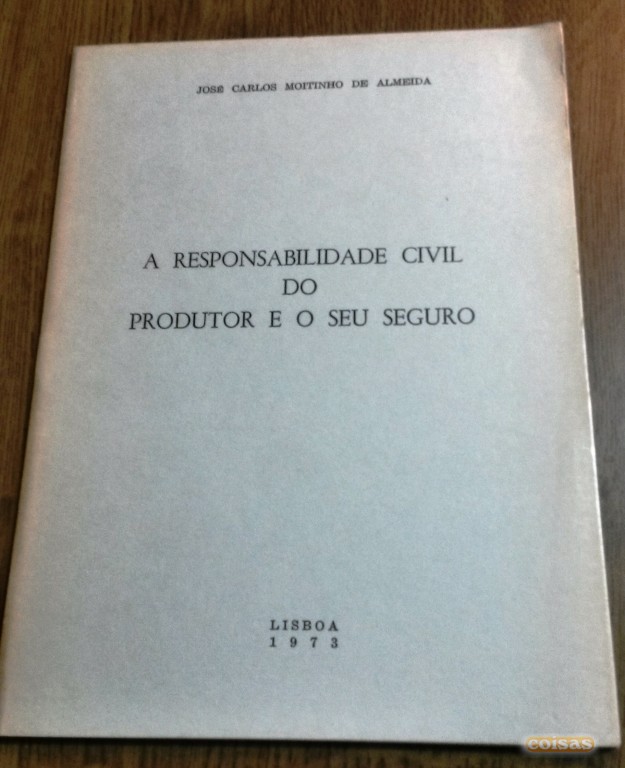 JOSÉ CARLOS MOITINHO DE ALMEIDA
A RESPONSABILIDADE CIVIL
DO
PRODUTOR E O SEU SEGURO
LISBOA
1973
coisas